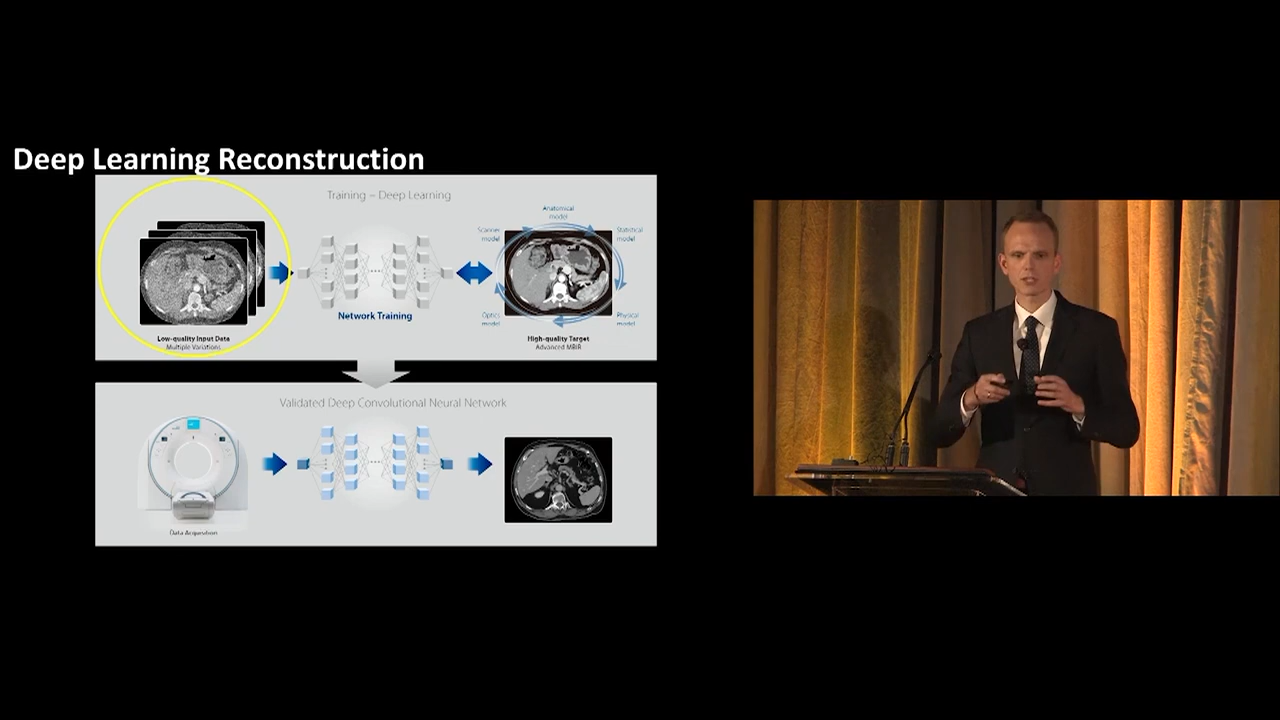 Deep Learning Reconstruction
Training – Deep Learning
Anatomical
model
Scanner
model
Statistical
model
Optics
model
Physical
model
Network Training
Low-quality Input Data
Multiple Variations
High-quality Target
Advanced MBIR
Validated Deep Convolutional Neural Network
Data Acquisition